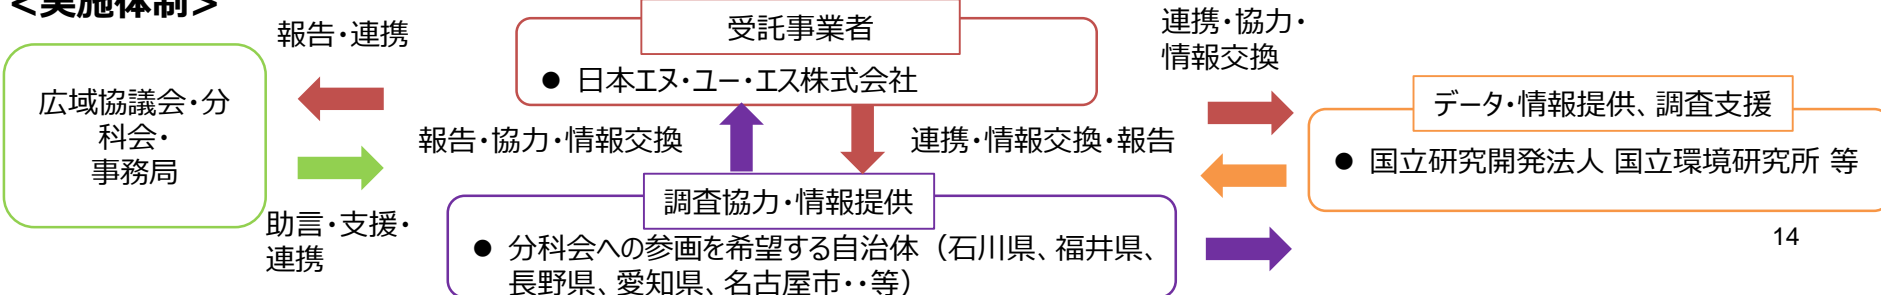 <実施体制>
報告・連携
広域協議会・分
科会・
事務局
助言・支援・
連携
受託事業者
● 日本エヌ・ユー・エス株式会社
報告・協力・情報交換
連携・情報交換・報告
調査協力・情報提供
● 分科会への参画を希望する自治体（石川県、福井県、
長野県、愛知県、名古屋市・・等）
連携・協力・
情報交換
データ・情報提供、調査支援
● 国立研究開発法人 国立環境研究所 等
14